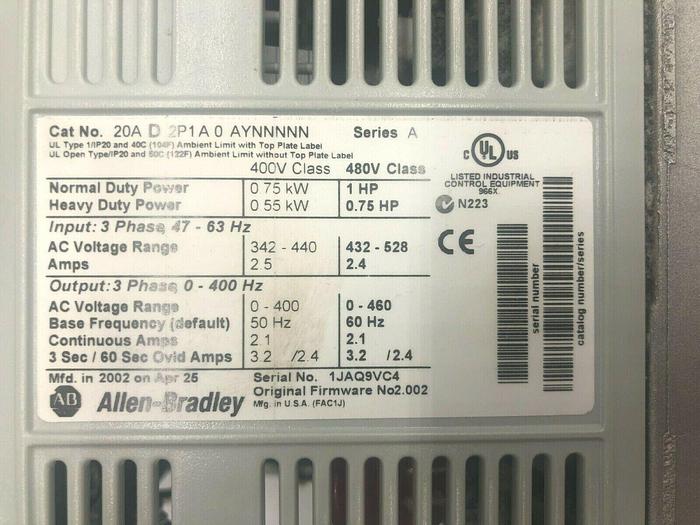 Cat No. 20A D 2P1 A 0 AYNNNNN Series A
UL Type 1/IP20 and 40C (104F) Ambient Limit with Top Plate Label
UL Open Type/IP20 and 50C (122F) Ambient Limit without Top Plate Label
400V Class 480V Class
Normal Duty Power 0 75 kW 1 HP
Heavy Duty Power 0 55 kW 0.75 HP
Input: 3 Phase, 47 - 63 Hz
AC Voltage Range 342 - 440 432 - 528
Amps 2.5 2.4
Output: 3 Phase, 0 - 400 Hz
AC Voltage Range 0 - 400 0 - 460
Base Frequency (default) 50 Hz 60 Hz
Continuous Amps 2.1 2.1
3 Sec / 60 Sec Ovld Amps 3.2 /2.4 3.2 /2.4
Mfd. in 2002 on Apr 25 Serial No. 1JAQ9VC4
Original Firmware No2.002
Mfg. in U.S.A. (FAC1J)
AB Allen-Bradley
C UL US
LISTED INDUSTRIAL
CONTROL EQUIPMENT
966X
N223
CE
serial number
catalog number/series